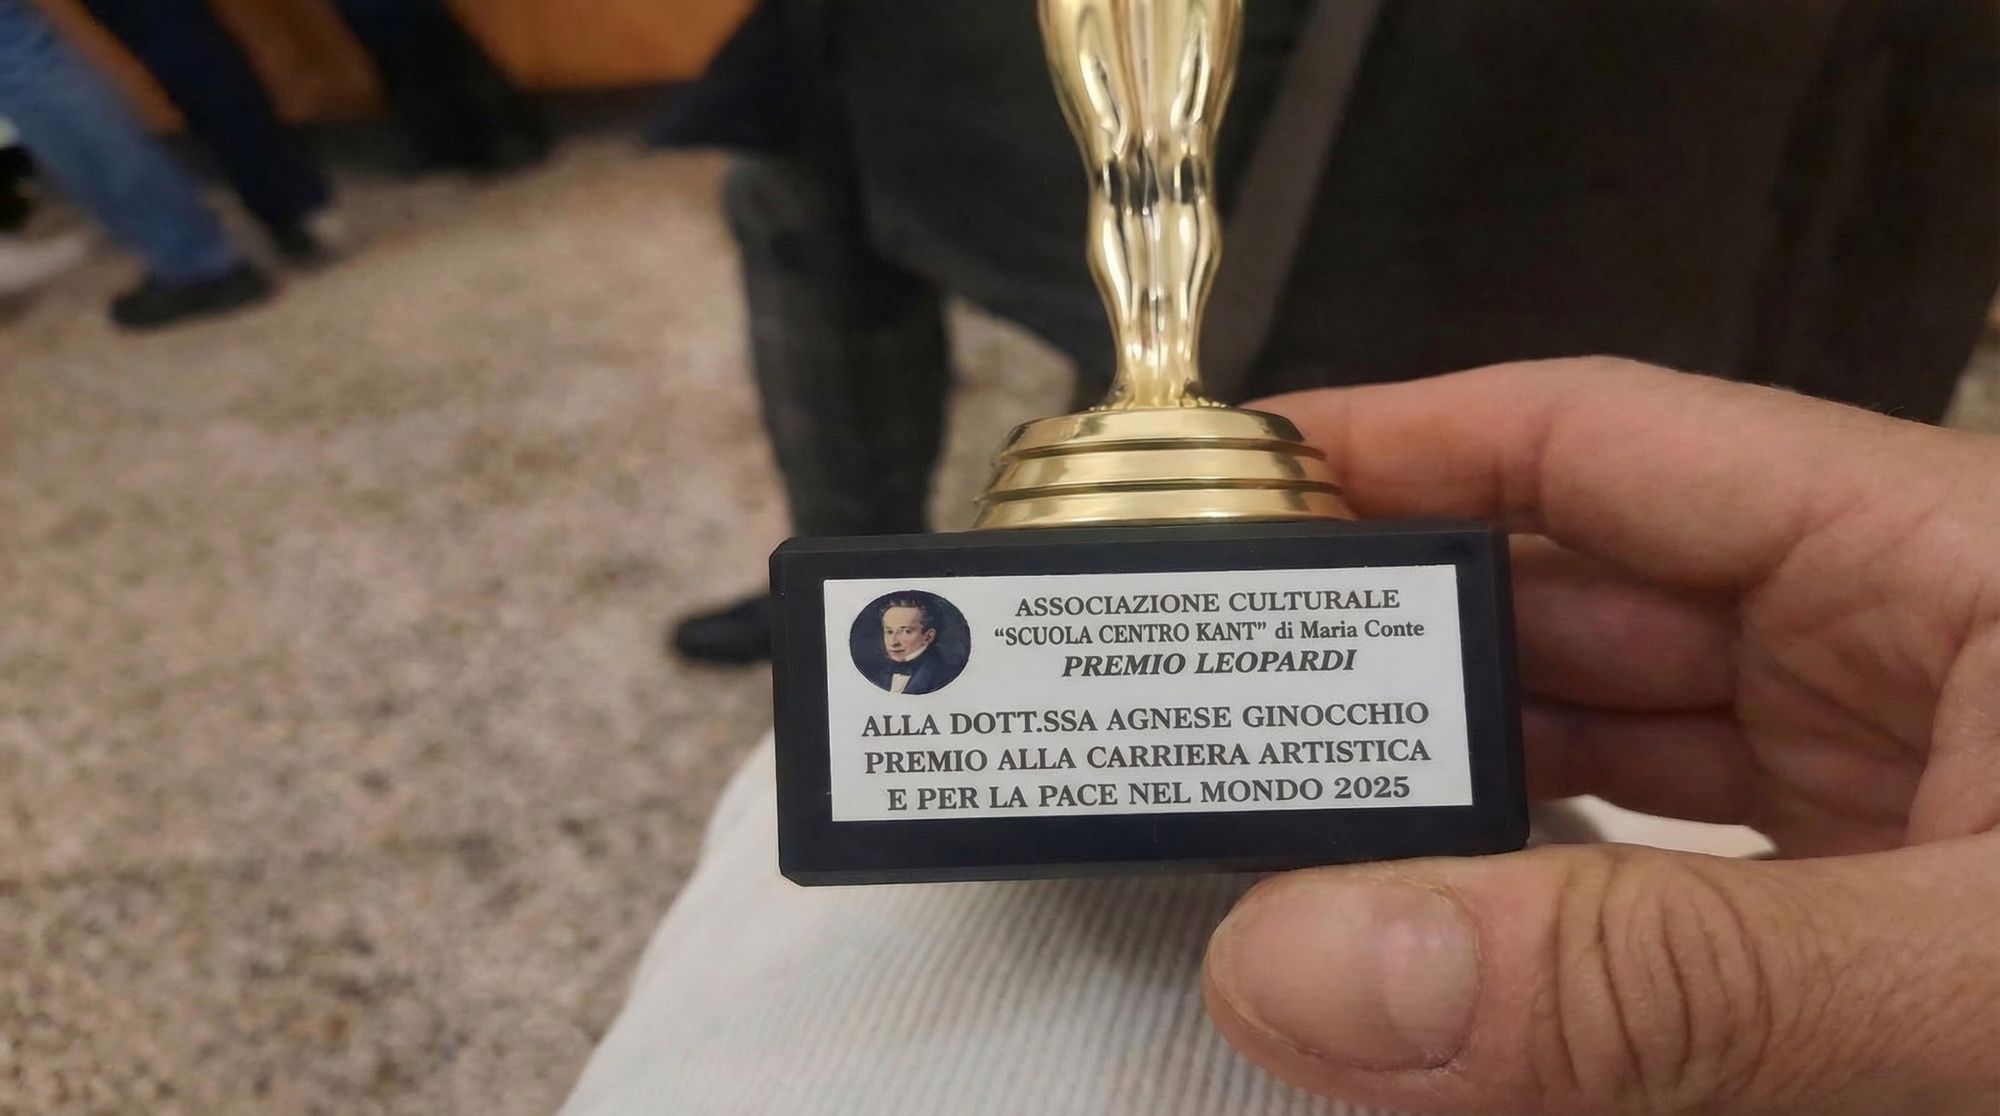 ASSOCIAZIONE CULTURALE
“SCUOLA CENTRO KANT” di Maria Conte
PREMIO LEOPARDI
ALLA DOTT.SSA AGNESE GINOCCHIO
PREMIO ALLA CARRIERA ARTISTICA
E PER LA PACE NEL MONDO 2025